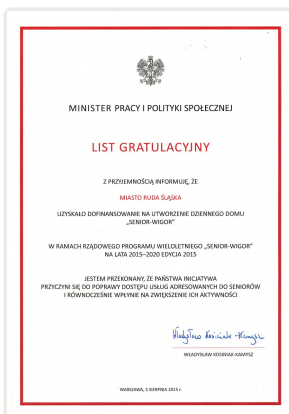 MINISTER PRACY I POLITYKI SPOŁECZNEJ
LIST GRATULACYJNY
Z PRZYJEMNOŚCIĄ INFORMUJĘ, ŻE
MIASTO RUDA ŚLĄSKA
UZYSKAŁO DOFINANSOWANIE NA UTWORZENIE DZIENNEGO DOMU
„SENIOR-WIGOR”
W RAMACH RZĄDOWEGO PROGRAMU WIELOLETNIEGO „SENIOR-WIGOR”
NA LATA 2015–2020 EDYCJA 2015
JESTEM PRZEKONANY, ŻE PAŃSTWA INICJATYWA
PRZYCZYNI SIĘ DO POPRAWY DOSTĘPU USŁUG ADRESOWANYCH DO SENIORÓW
I RÓWNOCZEŚNIE WPŁYNIE NA ZWIĘKSZENIE ICH AKTYWNOŚCI
Władysław Kosiniak-Kamysz
WŁADYSŁAW KOSINIAK-KAMYSZ
WARSZAWA, 5 SIERPNIA 2015 r.